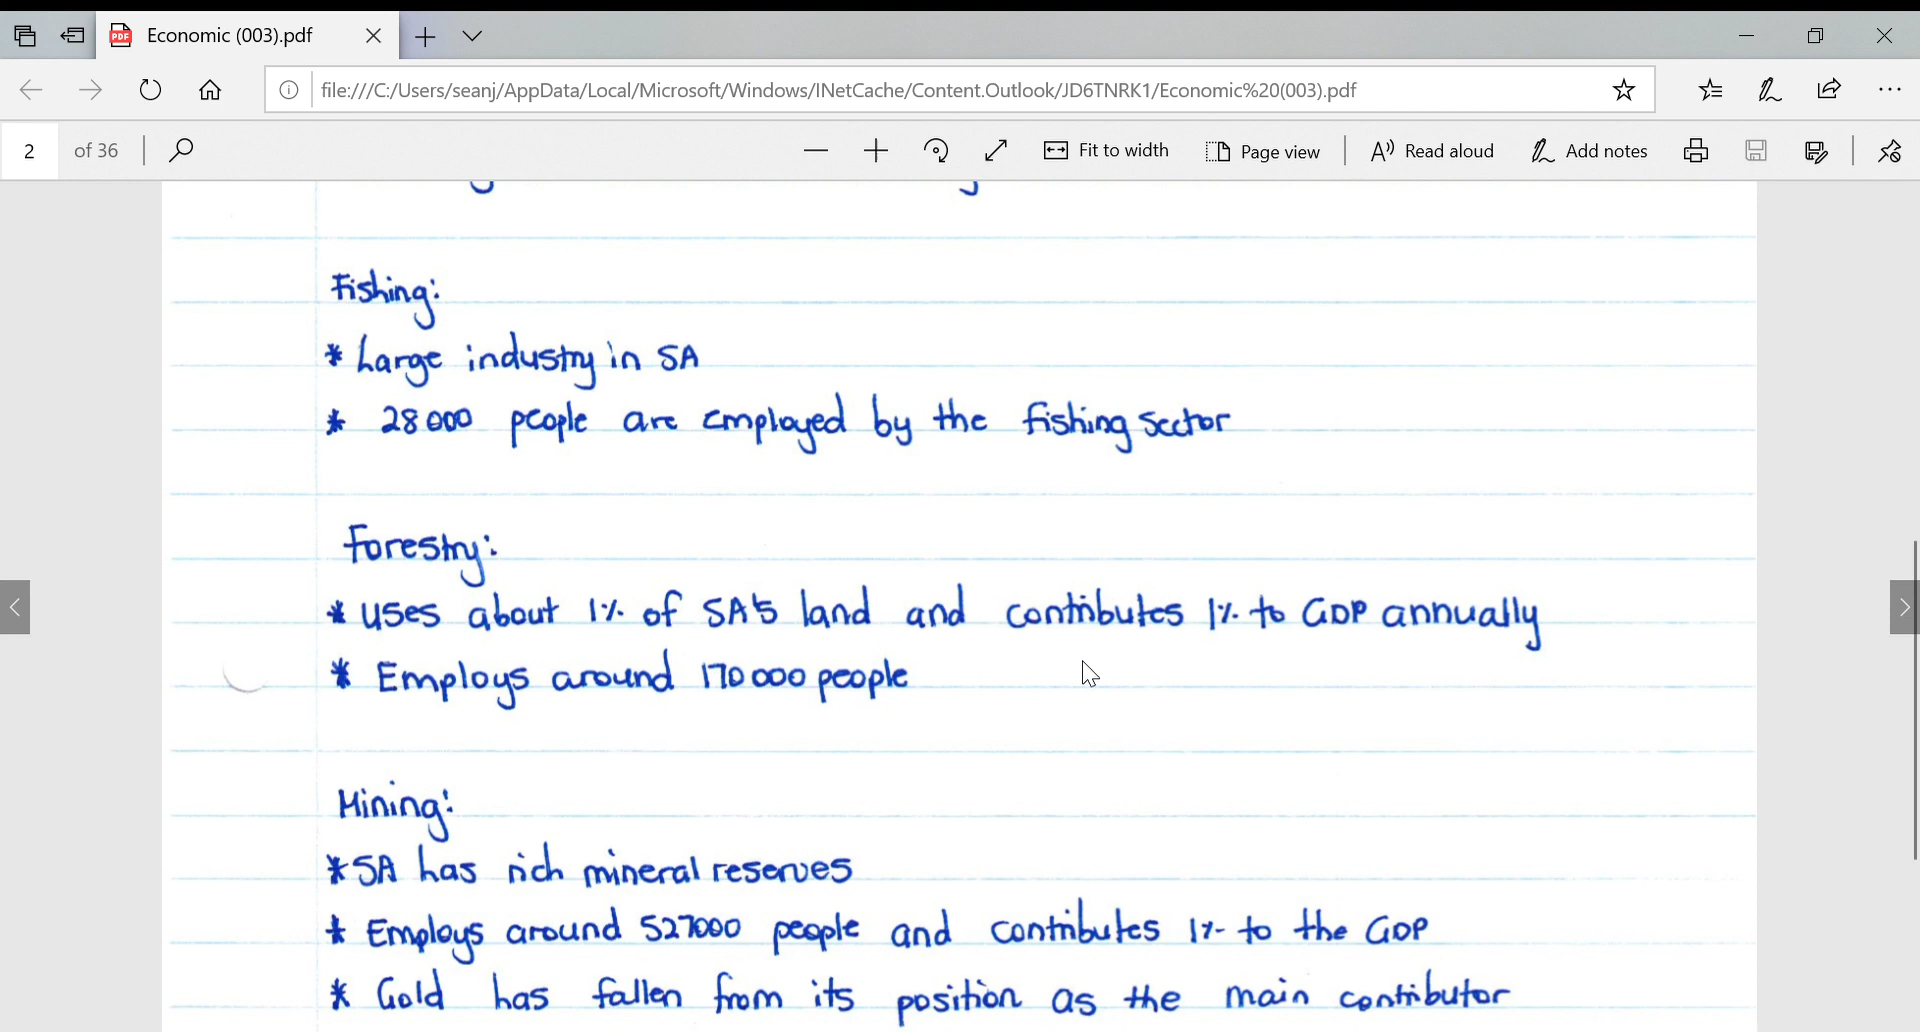 Economic (003).pdf
file:///C:/Users/seanj/AppData/Local/Microsoft/Windows/INetCache/Content.Outlook/JD6TNRK1/Economic%20(003).pdf
2 of 36 Fit to width Page view Read aloud Add notes
Fishing:
* Large industry in SA
* 28 000 people are employed by the fishing sector
Forestry:
* uses about 1% of SA's land and contributes 1% to GDP annually
* Employs around 170 000 people
Mining:
* SA has rich mineral reserves
* Employs around 527000 people and contributes 1% to the GDP
* Gold has fallen from its position as the main contributor